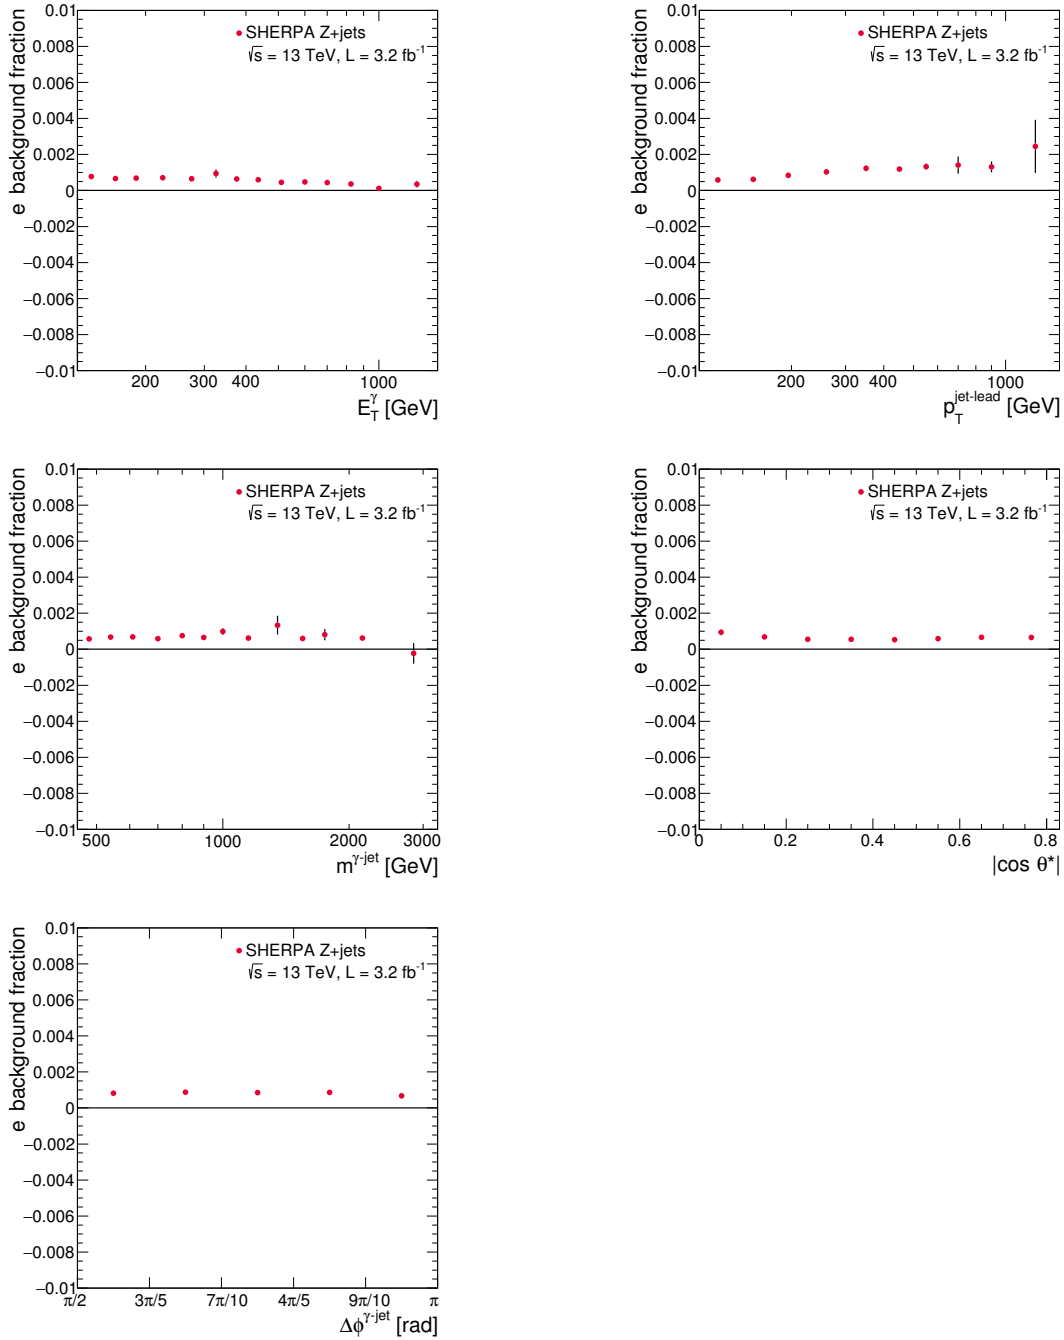 e background fraction
0.01
0.008
0.006
0.004
0.002
0
−0.002
−0.004
−0.006
−0.008
−0.01
SHERPA Z+jets
√s = 13 TeV, L = 3.2 fb⁻¹
200 300 400 1000
E_T^γ [GeV]
e background fraction
0.01
0.008
0.006
0.004
0.002
0
−0.002
−0.004
−0.006
−0.008
−0.01
SHERPA Z+jets
√s = 13 TeV, L = 3.2 fb⁻¹
200 300 400 1000
p_T^jet-lead [GeV]
e background fraction
0.01
0.008
0.006
0.004
0.002
0
−0.002
−0.004
−0.006
−0.008
−0.01
SHERPA Z+jets
√s = 13 TeV, L = 3.2 fb⁻¹
500 1000 2000 3000
m^γ-jet [GeV]
e background fraction
0.01
0.008
0.006
0.004
0.002
0
−0.002
−0.004
−0.006
−0.008
−0.01
SHERPA Z+jets
√s = 13 TeV, L = 3.2 fb⁻¹
0 0.2 0.4 0.6 0.8
|cos θ*|
e background fraction
0.01
0.008
0.006
0.004
0.002
0
−0.002
−0.004
−0.006
−0.008
−0.01
SHERPA Z+jets
√s = 13 TeV, L = 3.2 fb⁻¹
π/2 3π/5 7π/10 4π/5 9π/10 π
Δϕ^γ-jet [rad]